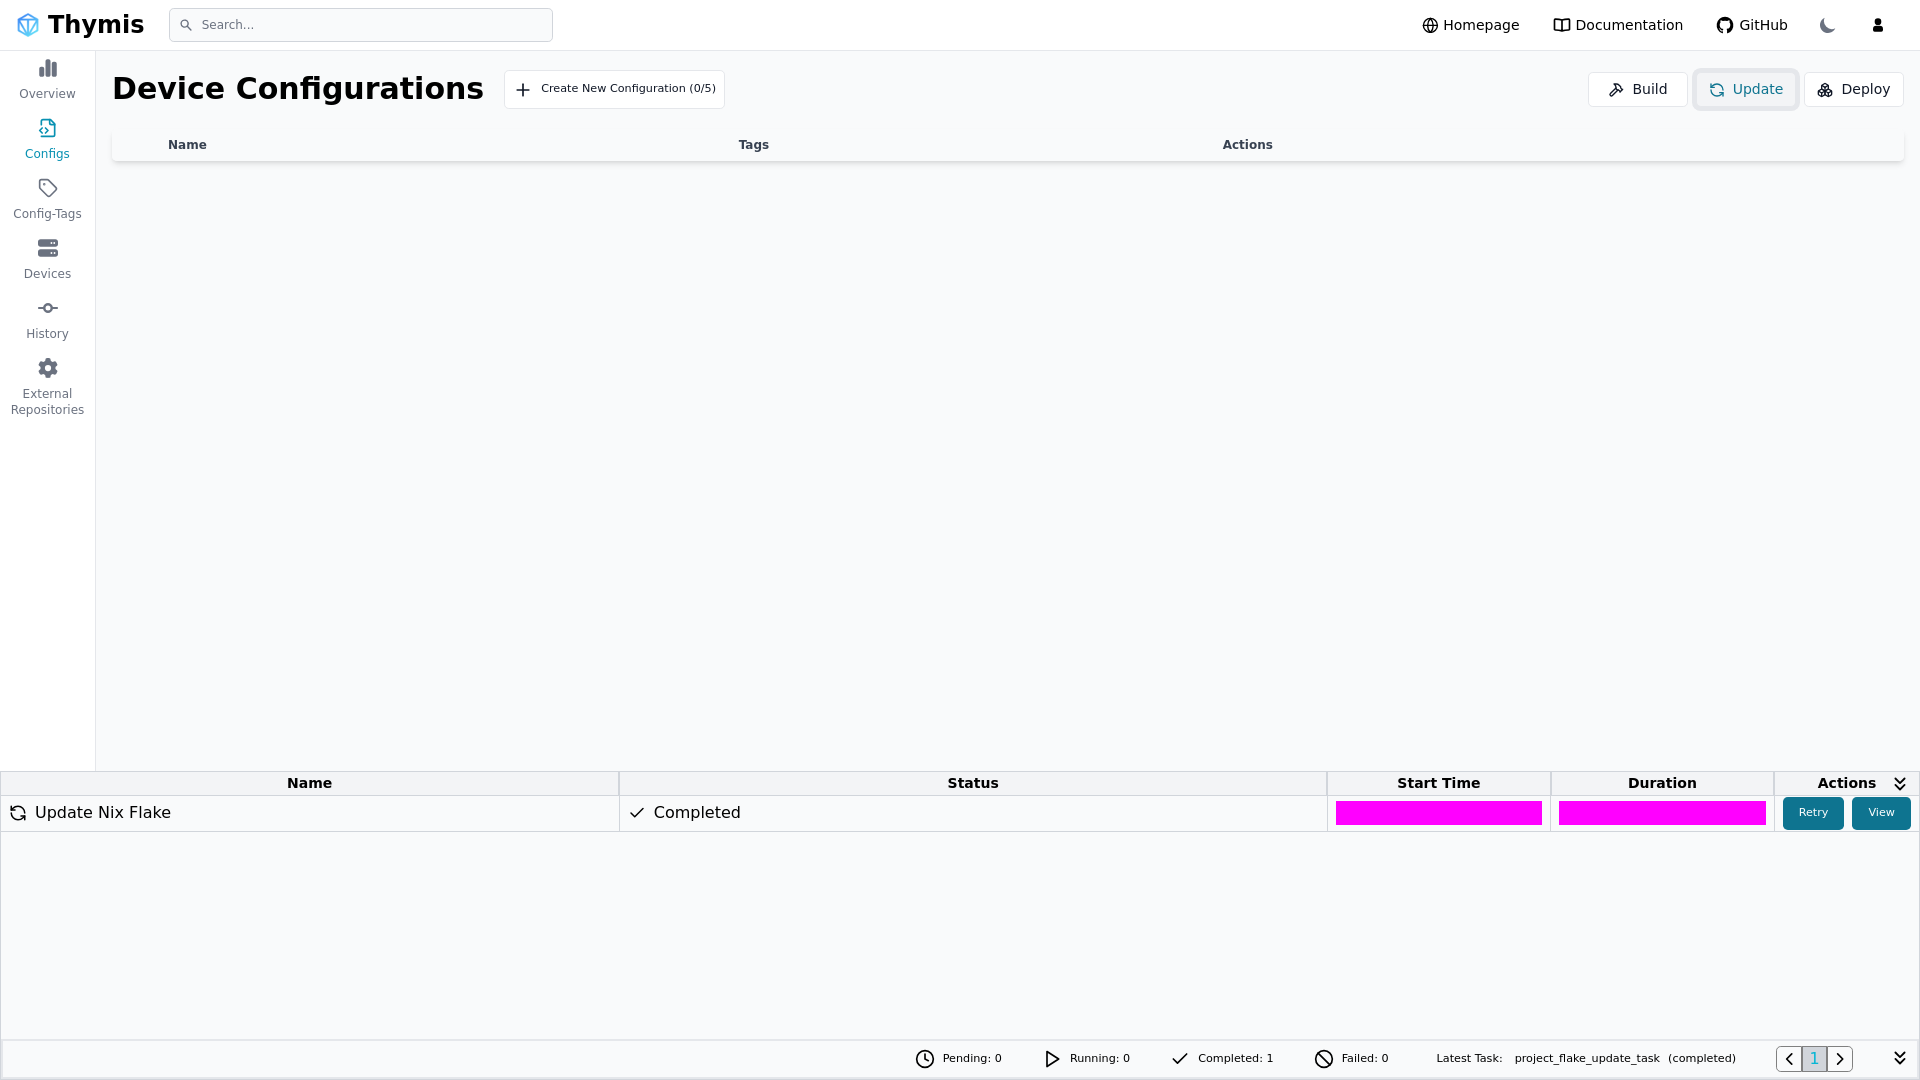 Thymis
Search...
Homepage
Documentation
GitHub
Overview
Configs
Config-Tags
Devices
History
External
Repositories
Device Configurations
Create New Configuration (0/5)
Build
Update
Deploy
Name Tags Actions
Name Status Start Time Duration Actions
Update Nix Flake Completed Retry View
Pending: 0 Running: 0 Completed: 1 Failed: 0 Latest Task: project_flake_update_task (completed) 1